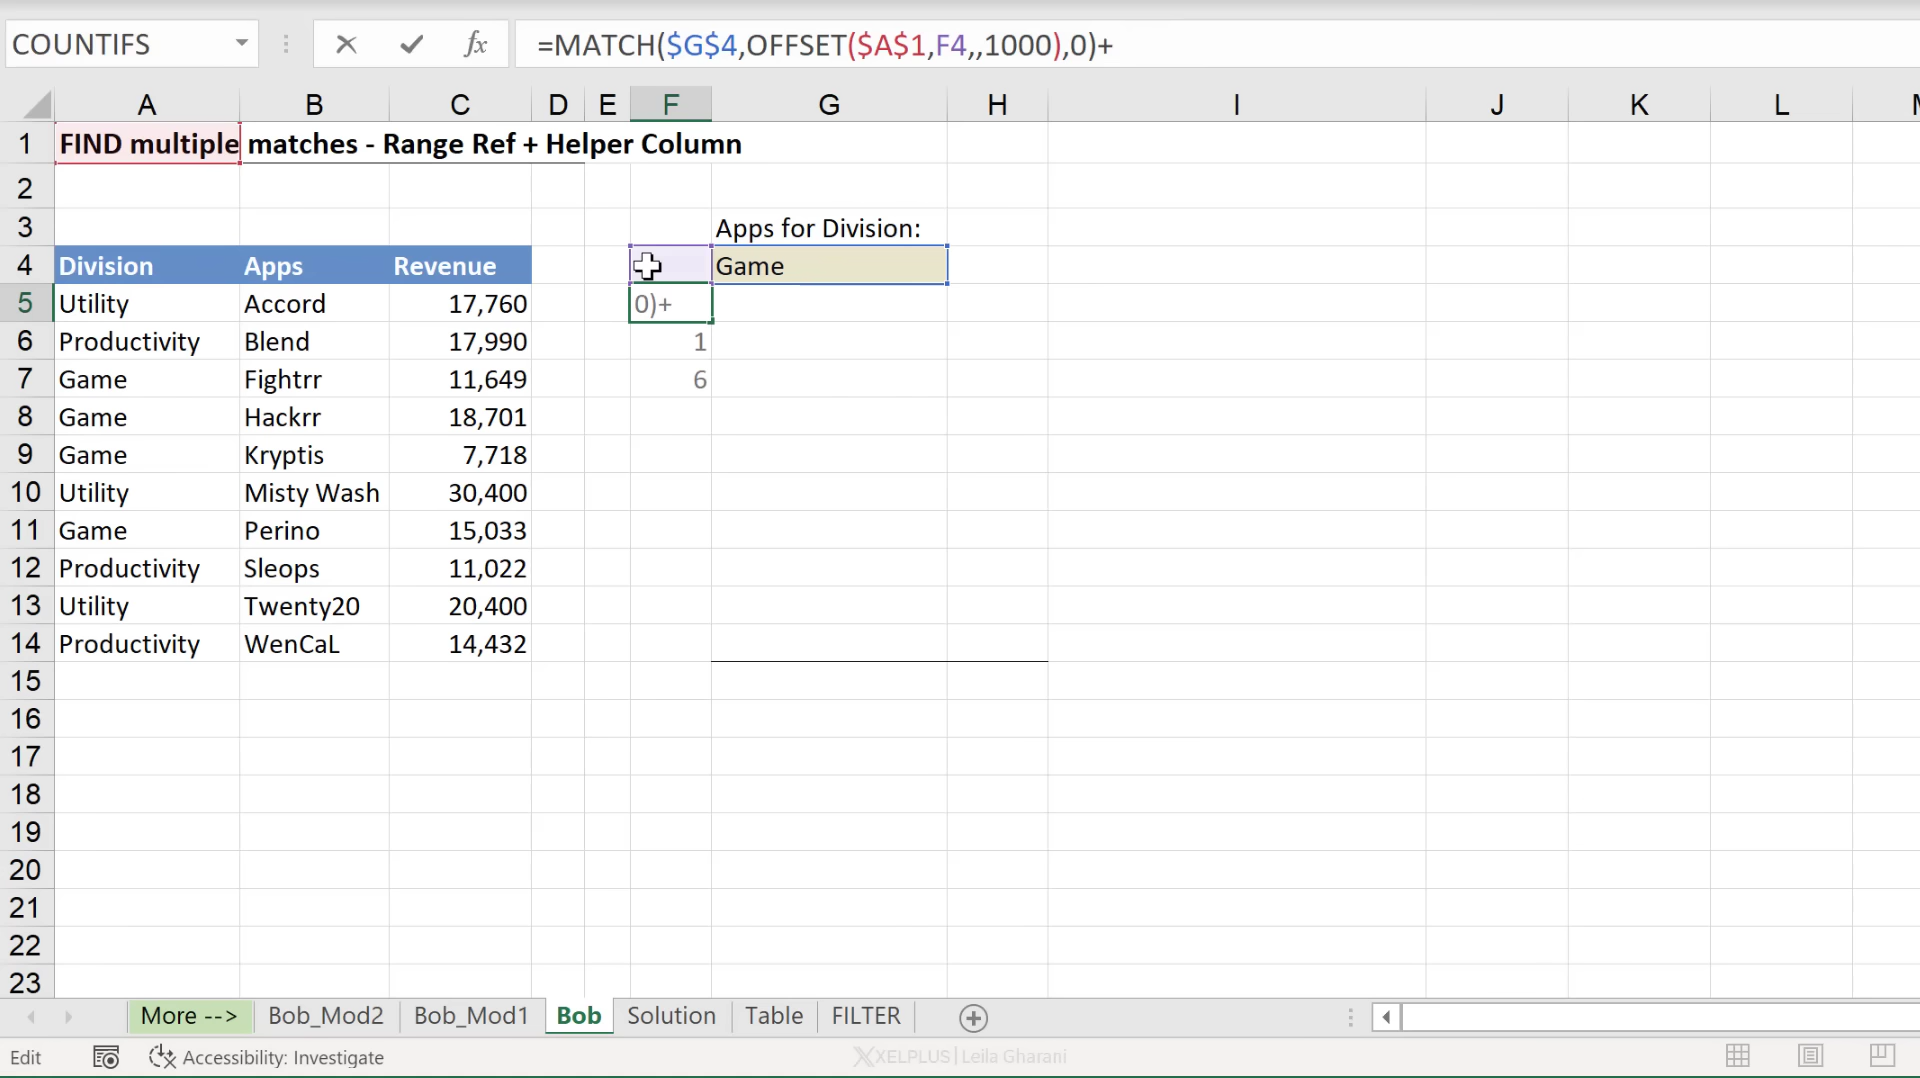 COUNTIFS =MATCH($G$4,OFFSET($A$1,F4,,1000),0)+
A B C D E F G H I J K L M
1 FIND multiple matches - Range Ref + Helper Column
2
3 Apps for Division:
4 Division Apps Revenue Game
5 Utility Accord 17,760 0)+
6 Productivity Blend 17,990 1
7 Game Fightrr 11,649 6
8 Game Hackrr 18,701
9 Game Kryptis 7,718
10 Utility Misty Wash 30,400
11 Game Perino 15,033
12 Productivity Sleops 11,022
13 Utility Twenty20 20,400
14 Productivity WenCaL 14,432
15
16
17
18
19
20
21
22
23
More --> Bob_Mod2 Bob_Mod1 Bob Solution Table FILTER
Edit Accessibility: Investigate XELPLUS | Leila Gharani